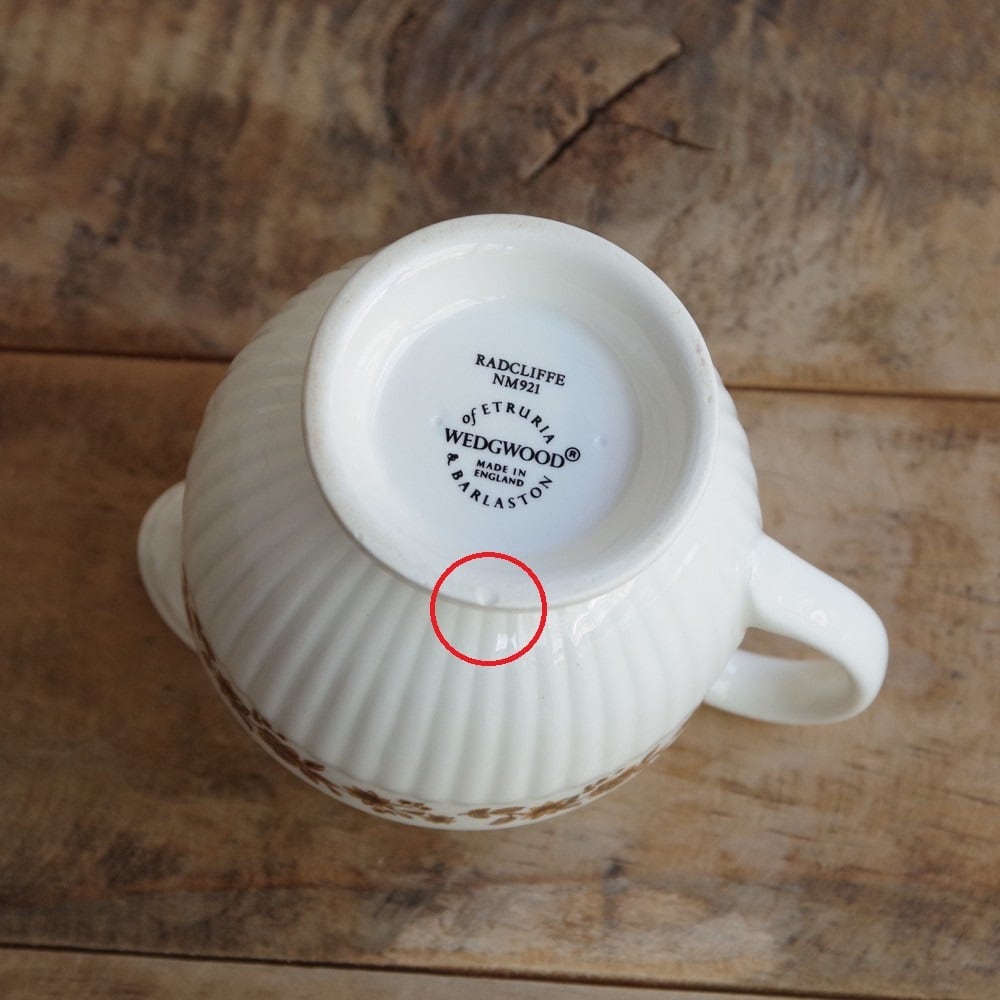 RADCLIFFE
NM921
of ETRURIA
WEDGWOOD®
MADE IN
ENGLAND
& BARLASTON